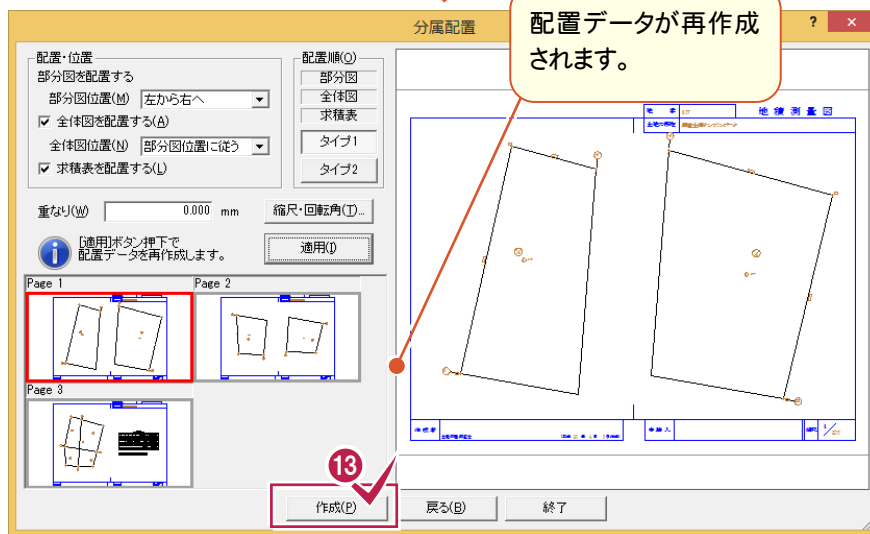 分属配置
?
×
配置データが再作成
されます。
配置・位置
部分図を配置する
部分図位置(M)
左から右へ
全体図を配置する(A)
全体図位置(N)
部分図位置に従う
求積表を配置する(L)
配置順(O)
部分図
全体図
求積表
タイプ1
タイプ2
重なり(W)
0.000
mm
縮尺・回転角(T)...
[適用]ボタン押下で
配置データを再作成します。
適用(I)
Page 1
Page 2
Page 3
地積測量図
13
作成(P)
戻る(B)
終了